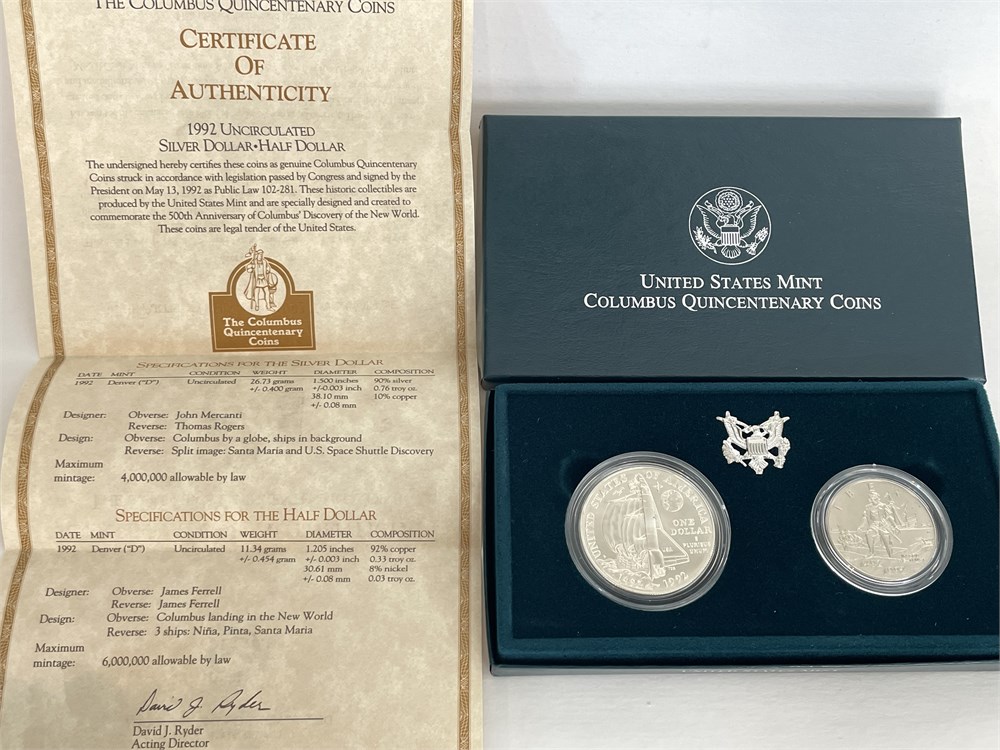 THE COLUMBUS QUINCENTENARY COINS
CERTIFICATE
OF
AUTHENTICITY
1992 UNCIRCULATED
SILVER DOLLAR•HALF DOLLAR
The undersigned hereby certifies these coins as genuine Columbus Quincentenary
Coins struck in accordance with legislation passed by Congress and signed by the
President on May 13, 1992 as Public Law 102-281. These historic collectibles are
produced by the United States Mint and are specially designed and created to
commemorate the 500th Anniversary of Columbus' Discovery of the New World.
These coins are legal tender of the United States.
The Columbus
Quincentenary
Coins
SPECIFICATIONS FOR THE SILVER DOLLAR
DATE MINT CONDITION WEIGHT DIAMETER COMPOSITION
1992 Denver ("D") Uncirculated 26.73 grams 1.500 inches 90% silver
+/- 0.400 gram +/-0.003 inch 0.76 troy oz.
38.10 mm 10% copper
+/- 0.08 mm
Designer: Obverse: John Mercanti
Reverse: Thomas Rogers
Design: Obverse: Columbus by a globe, ships in background
Reverse: Split image: Santa Maria and U.S. Space Shuttle Discovery
Maximum
mintage: 4,000,000 allowable by law
SPECIFICATIONS FOR THE HALF DOLLAR
DATE MINT CONDITION WEIGHT DIAMETER COMPOSITION
1992 Denver ("D") Uncirculated 11.34 grams 1.205 inches 92% copper
+/- 0.454 gram +/- 0.003 inch 0.33 troy oz.
30.61 mm 8% nickel
+/- 0.08 mm 0.03 troy oz.
Designer: Obverse: James Ferrell
Reverse: James Ferrell
Design: Obverse: Columbus landing in the New World
Reverse: 3 ships: Niña, Pinta, Santa Maria
Maximum
mintage: 6,000,000 allowable by law
David J. Ryder
David J. Ryder
Acting Director
UNITED STATES MINT
COLUMBUS QUINCENTENARY COINS
UNITED STATES OF AMERICA
ONE
DOLLAR
E
PLURIBUS
UNUM
1492 1992